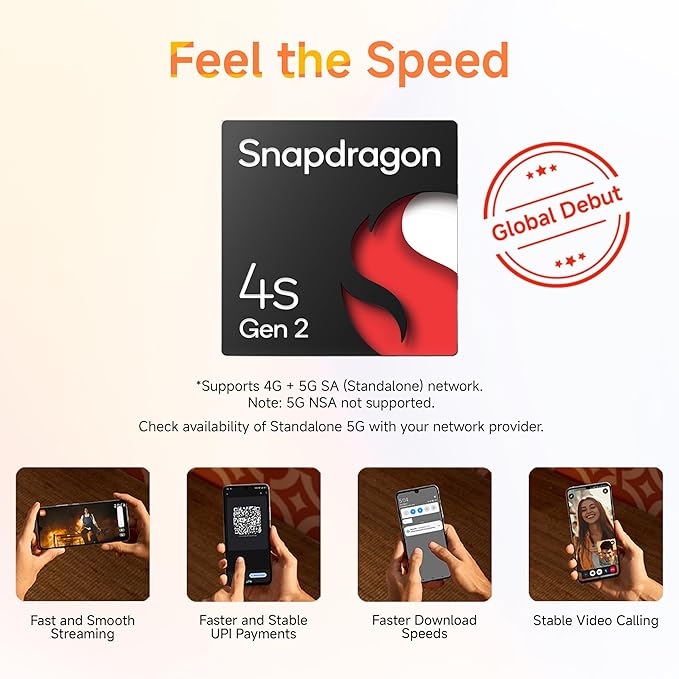 Feel the Speed
Snapdragon
4s
Gen 2
Global Debut
*Supports 4G + 5G SA (Standalone) network.
Note: 5G NSA not supported.
Check availability of Standalone 5G with your network provider.
Fast and Smooth
Streaming
Faster and Stable
UPI Payments
Faster Download
Speeds
Stable Video Calling